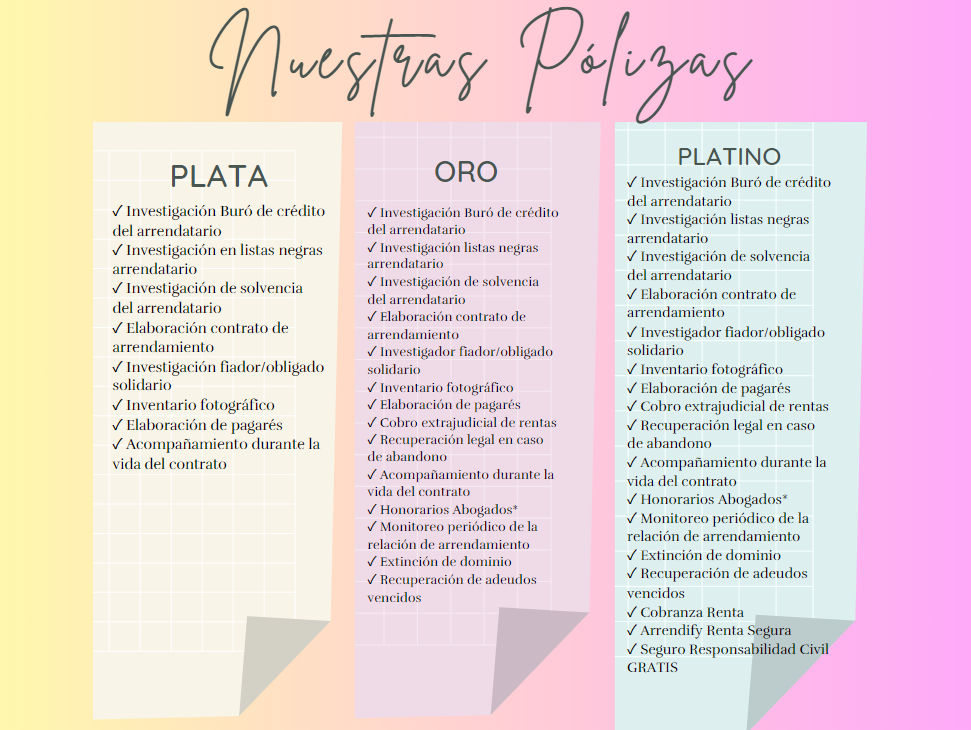 Nuestras Pólizas
PLATA
✓ Investigación Buró de crédito
del arrendatario
✓ Investigación en listas negras
arrendatario
✓ Investigación de solvencia
del arrendatario
✓ Elaboración contrato de
arrendamiento
✓ Investigación fiador/obligado
solidario
✓ Inventario fotográfico
✓ Elaboración de pagarés
✓ Acompañamiento durante la
vida del contrato
ORO
✓ Investigación Buró de crédito
del arrendatario
✓ Investigación listas negras
arrendatario
✓ Investigación de solvencia
del arrendatario
✓ Elaboración contrato de
arrendamiento
✓ Investigador fiador/obligado
solidario
✓ Inventario fotográfico
✓ Elaboración de pagarés
✓ Cobro extrajudicial de rentas
✓ Recuperación legal en caso
de abandono
✓ Acompañamiento durante la
vida del contrato
✓ Honorarios Abogados*
✓ Monitoreo periódico de la
relación de arrendamiento
✓ Extinción de dominio
✓ Recuperación de adeudos
vencidos
PLATINO
✓ Investigación Buró de crédito
del arrendatario
✓ Investigación listas negras
arrendatario
✓ Investigación de solvencia
del arrendatario
✓ Elaboración contrato de
arrendamiento
✓ Investigador fiador/obligado
solidario
✓ Inventario fotográfico
✓ Elaboración de pagarés
✓ Cobro extrajudicial de rentas
✓ Recuperación legal en caso
de abandono
✓ Acompañamiento durante la
vida del contrato
✓ Honorarios Abogados*
✓ Monitoreo periódico de la
relación de arrendamiento
✓ Extinción de dominio
✓ Recuperación de adeudos
vencidos
✓ Cobranza Renta
✓ Arrendify Renta Segura
✓ Seguro Responsabilidad Civil
GRATIS